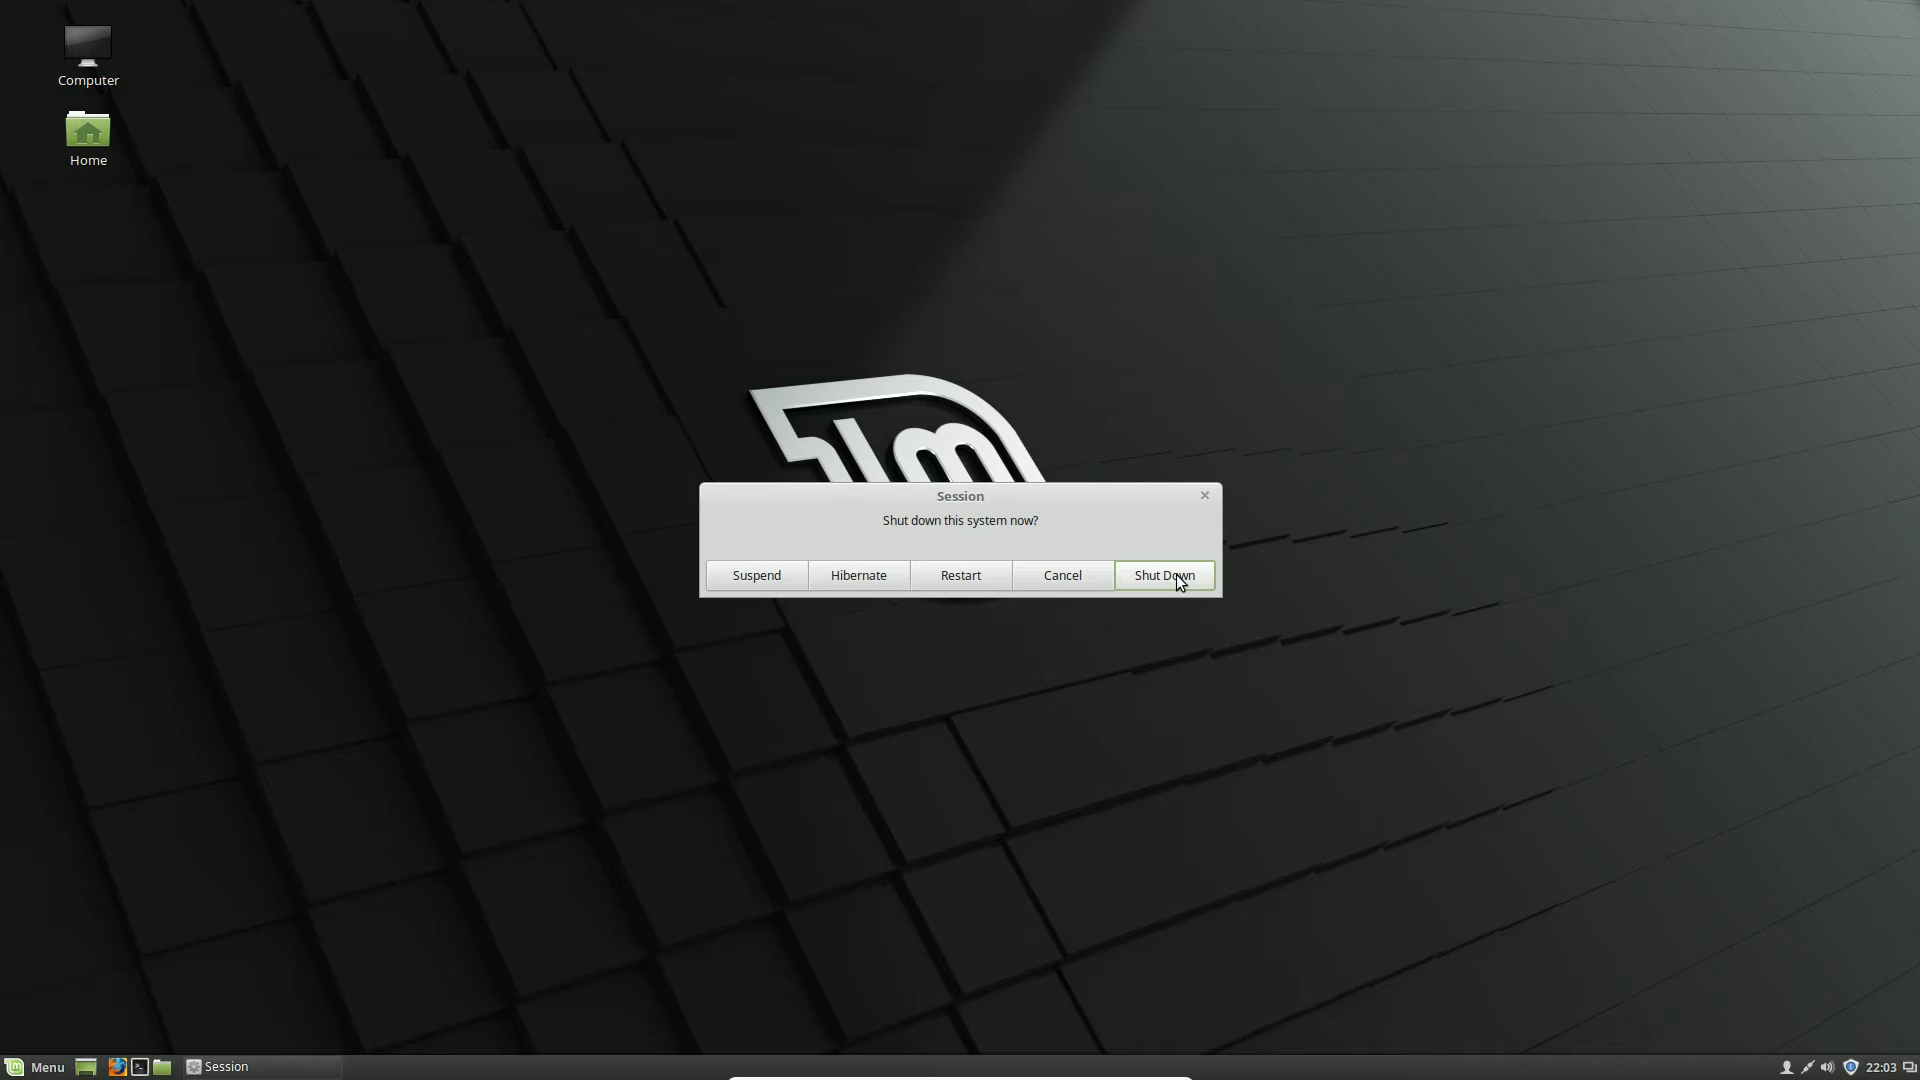 Computer
Home
Session
Shut down this system now?
Suspend
Hibernate
Restart
Cancel
Shut Down
Menu
Session
22:03